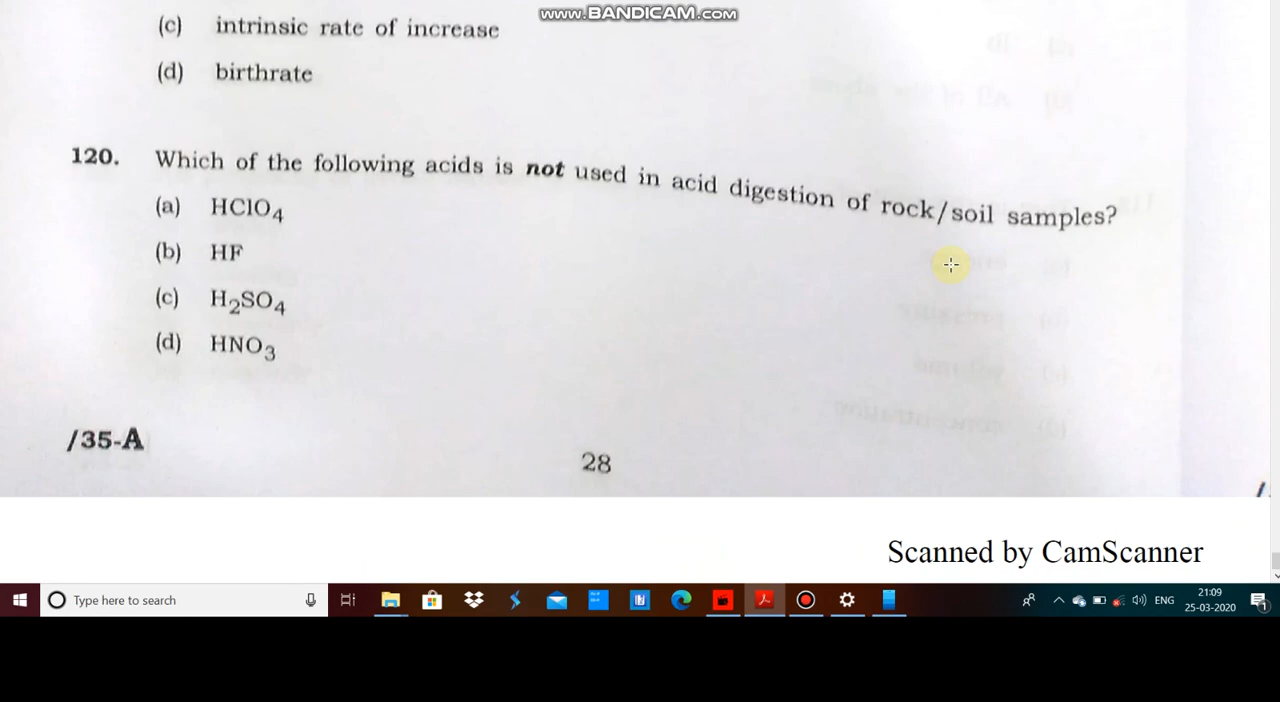 www.BANDICAM.com
(c) intrinsic rate of increase
(d) birthrate
120. Which of the following acids is not used in acid digestion of rock/soil samples?
(a) HClO4
(b) HF
(c) H2SO4
(d) HNO3
/35-A
28
Scanned by CamScanner
Type here to search
ENG
21:09
25-03-2020
1